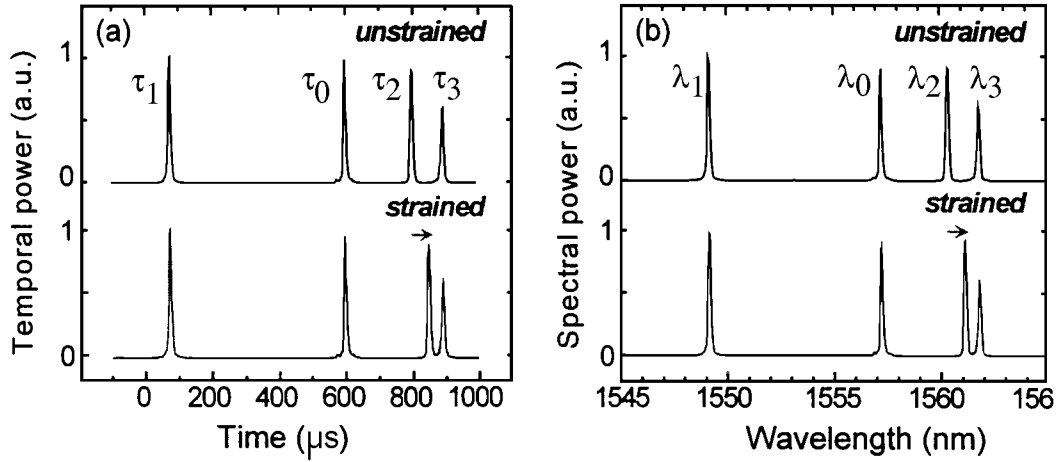 (a)
unstrained
1
τ1
τ0
τ2
τ3
0
strained
1
0
0 200 400 600 800 1000
Time (μs)
Temporal power (a.u.)
(b)
unstrained
1
λ1
λ0
λ2
λ3
0
strained
1
0
1545 1550 1555 1560 156
Wavelength (nm)
Spectral power (a.u.)